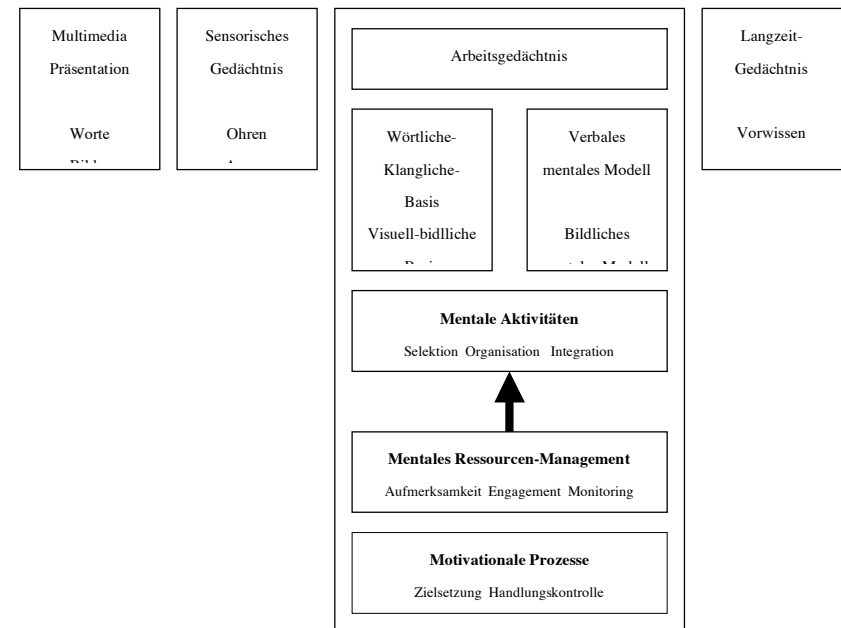 Multimedia
Präsentation
Worte
Sensorisches
Gedächtnis
Ohren
Arbeitsgedächtnis
Wörtliche-
Klangliche-
Basis
Visuell-bidlliche
Verbales
mentales Modell
Bildliches
Mentale Aktivitäten
Selektion Organisation Integration
Mentales Ressourcen-Management
Aufmerksamkeit Engagement Monitoring
Motivationale Prozesse
Zielsetzung Handlungskontrolle
Langzeit-
Gedächtnis
Vorwissen